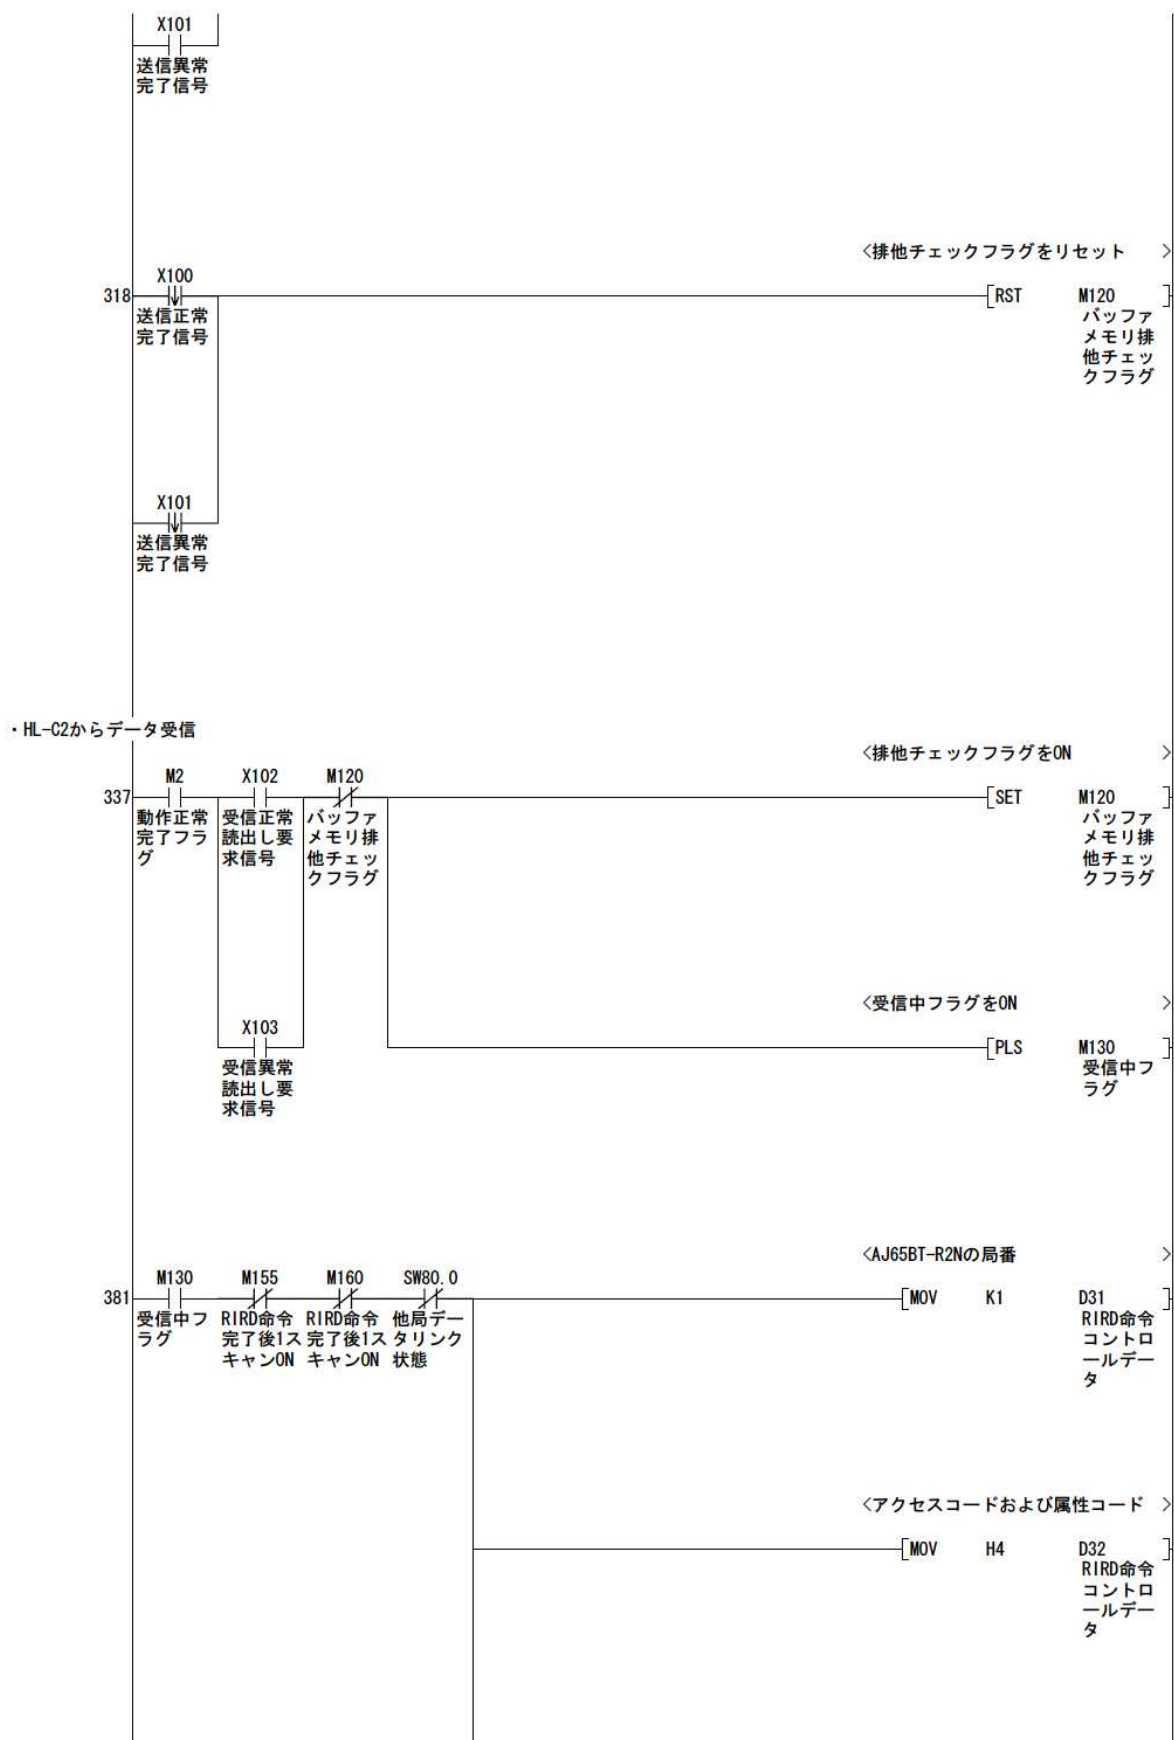 X101
送信異常
完了信号
<排他チェックフラグをリセット >
X100
318
[RST M120 ]
送信正常
完了信号
バッファ
メモリ排
他チェッ
クフラグ
X101
送信異常
完了信号
・HL-C2からデータ受信
<排他チェックフラグをON >
M2 X102 M120
337
[SET M120 ]
動作正常
完了フラ
グ
受信正常
読出し要
求信号
バッファ
メモリ排
他チェッ
クフラグ
バッファ
メモリ排
他チェッ
クフラグ
<受信中フラグをON >
X103
[PLS M130 ]
受信異常
読出し要
求信号
受信中フ
ラグ
<AJ65BT-R2Nの局番 >
M130 M155 M160 SW80.0
381
[MOV K1 D31 ]
受信中フ
ラグ
RIRD命令
完了後1ス
キャンON
RIRD命令
完了後1ス
キャンON
他局デー
タリンク
状態
RIRD命令
コントロ
ールデー
タ
<アクセスコードおよび属性コード >
[MOV H4 D32 ]
RIRD命令
コントロ
ールデー
タ